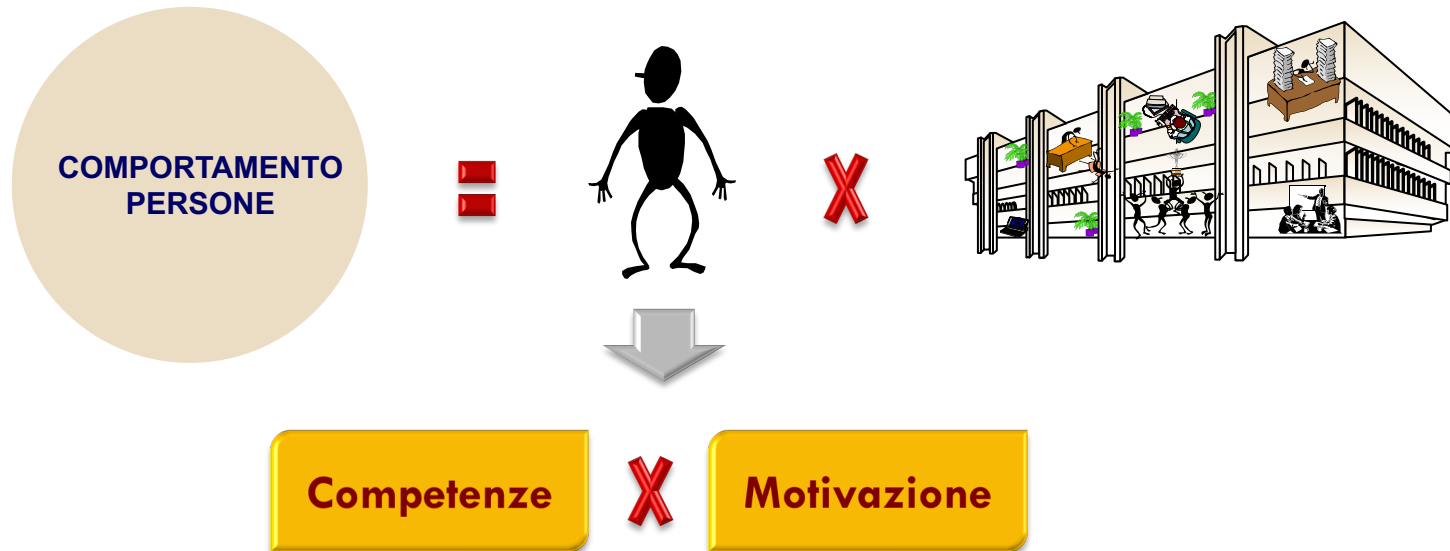 COMPORTAMENTO
PERSONE
=
X
Competenze X Motivazione